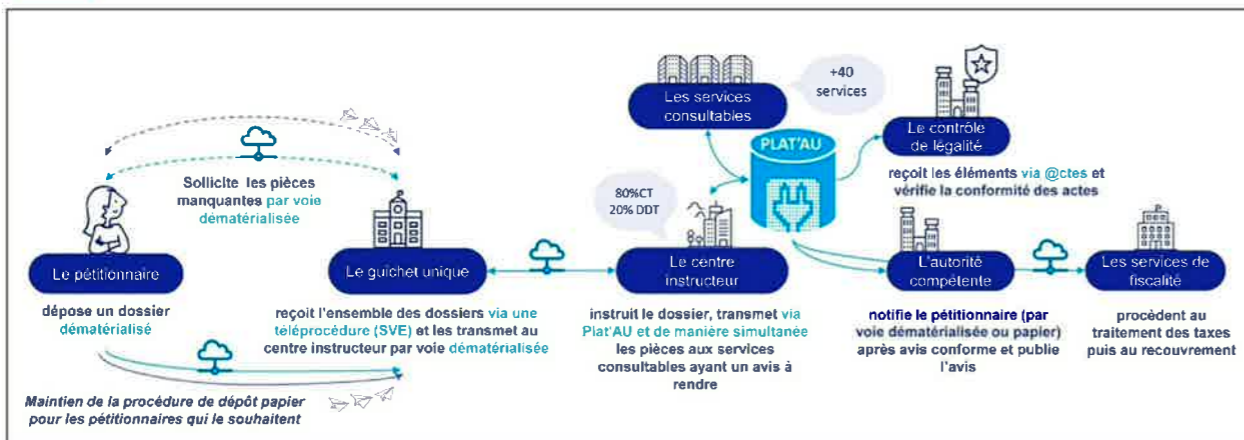 +40
services
Les services
consultables
PLAT'AU
Le contrôle
de légalité
reçoit les éléments via @ctes et
vérifie la conformité des actes
Sollicite les pièces
manquantes par voie
dématérialisée
80%CT
20% DDT
Le pétitionnaire
dépose un dossier
dématérialisé
Le guichet unique
reçoit l'ensemble des dossiers via une
téléprocédure (SVE) et les transmet au
centre instructeur par voie dématérialisée
Le centre
instructeur
instruit le dossier, transmet via
Plat'AU et de manière simultanée
les pièces aux services
consultables ayant un avis à
rendre
L'autorité
compétente
notifie le pétitionnaire (par
voie dématérialisée ou papier)
après avis conforme et publie
l'avis
Les services de
fiscalité
procèdent au
traitement des taxes
puis au recouvrement
Maintien de la procédure de dépôt papier
pour les pétitionnaires qui le souhaitent